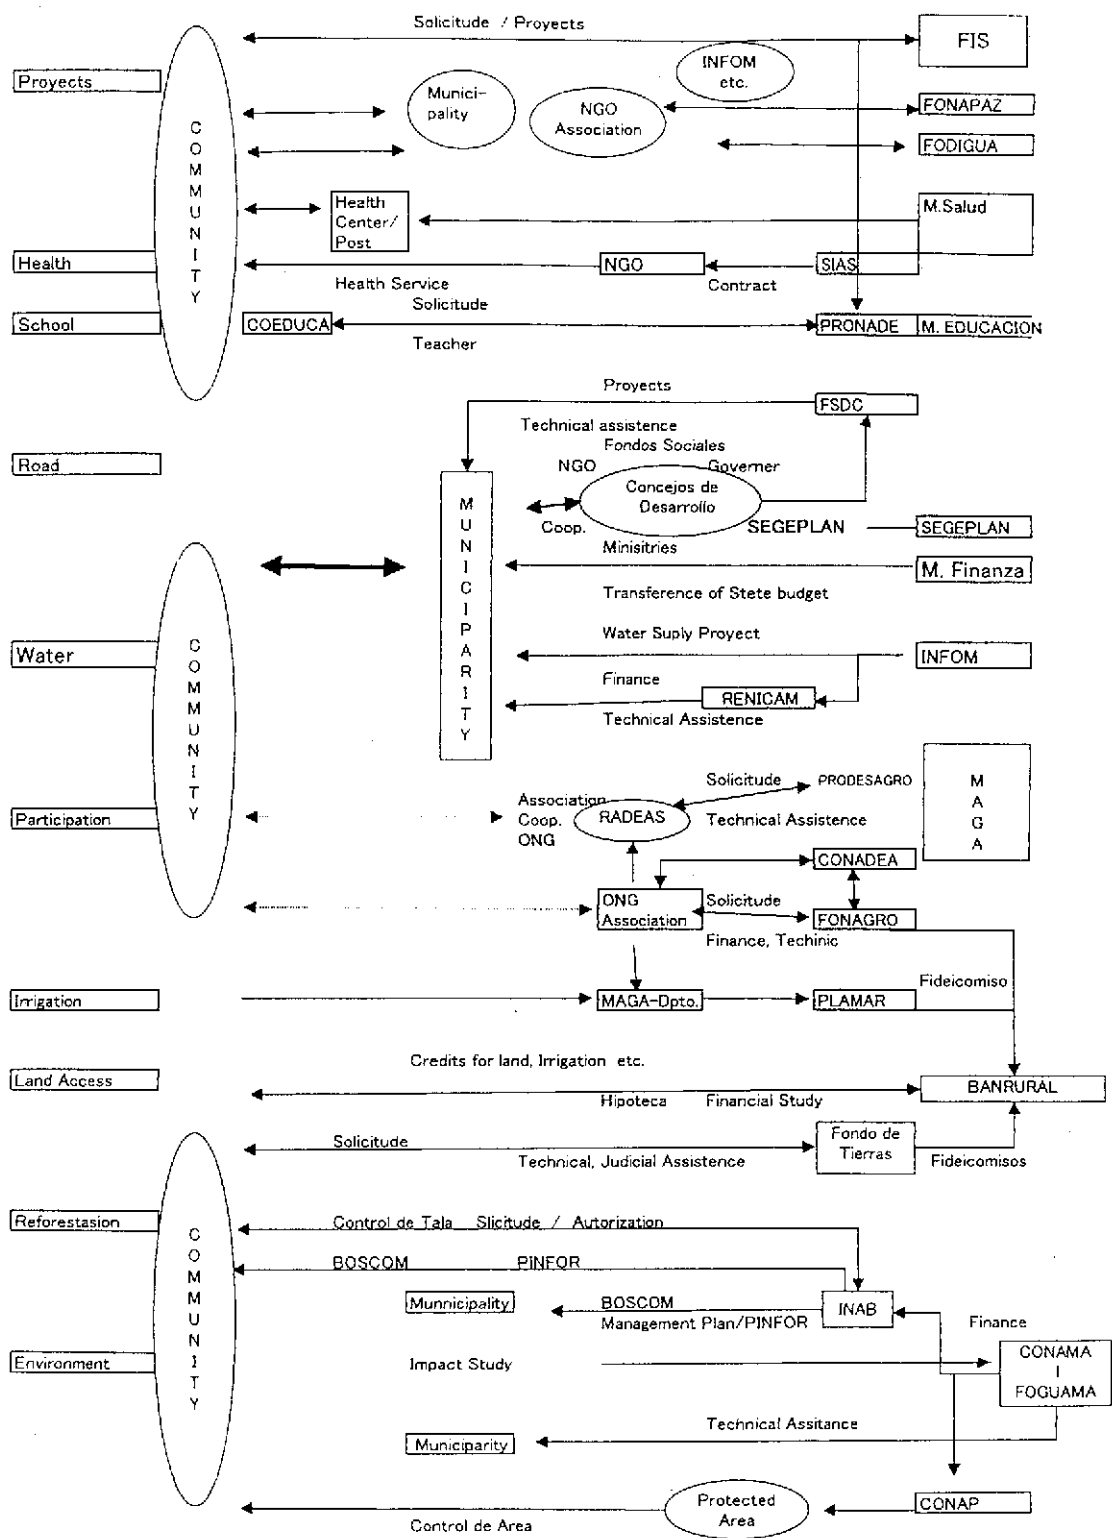 Solicitude / Proyects
FIS
INFOM
etc.
Proyects
Munici-
pality
NGO
Association
FONAPAZ
FODIGUA
COMMUNITY
Health
Center/
Post
M.Salud
Health
NGO
SIAS
Health Service
Contract
Solicitude
School
COEDUCA
PRONADE
M. EDUCACION
Teacher
Proyects
FSDC
Technical assistence
Fondos Sociales
Road
NGO
Governer
Concejos de
Desarrollo
Coop.
SEGEPLAN
SEGEPLAN
MUNICIPARITY
Minisitries
M. Finanza
Transference of Stete budget
Water Suply Proyect
Water
COMMUNITY
INFOM
Finance
RENICAM
Technical Assistence
Solicitude
PRODESAGRO
MAGA
Association
Coop.
ONG
RADEAS
Technical Assistence
Participation
CONADEA
ONG
Association
Solicitude
FONAGRO
Finance, Techinic
Fideicomiso
Irrigation
MAGA-Dpto.
PLAMAR
Credits for land, Irrigation etc.
Land Access
BANRURAL
Hipoteca
Financial Study
Solicitude
Fondo de
Tierras
Technical, Judicial Assistence
Fideicomisos
Reforestasion
Control de Tala
Slicitude / Autorization
COMMUNITY
BOSCOM
PINFOR
Munnicipality
BOSCOM
Management Plan/PINFOR
INAB
Finance
Environment
Impact Study
CONAMA
I
FOGUAMA
Technical Assitance
Municiparity
Protected
Area
CONAP
Control de Area